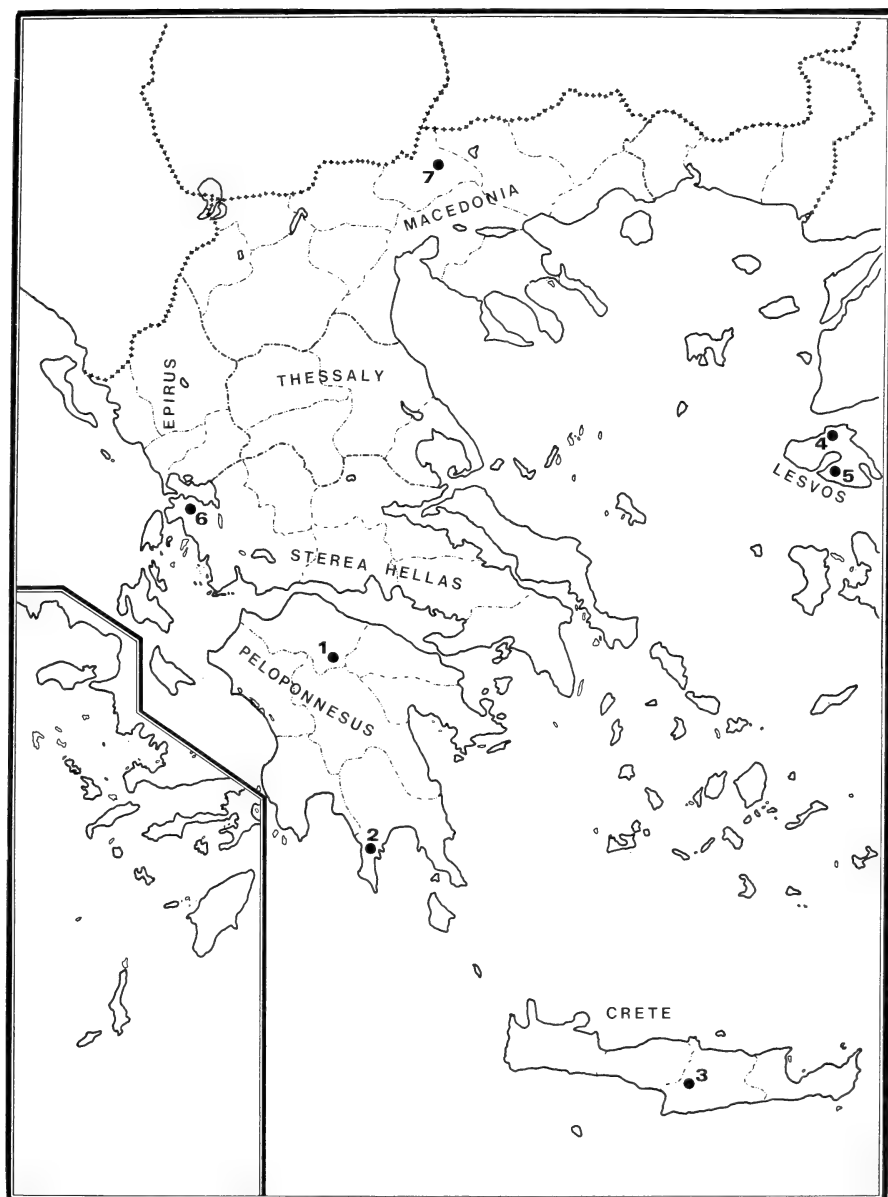 7
MACEDONIA
EPIRUS
THESSALY
4
5
LESVOS
6
STEREA HELLAS
1
PELOPONNESUS
2
CRETE
3